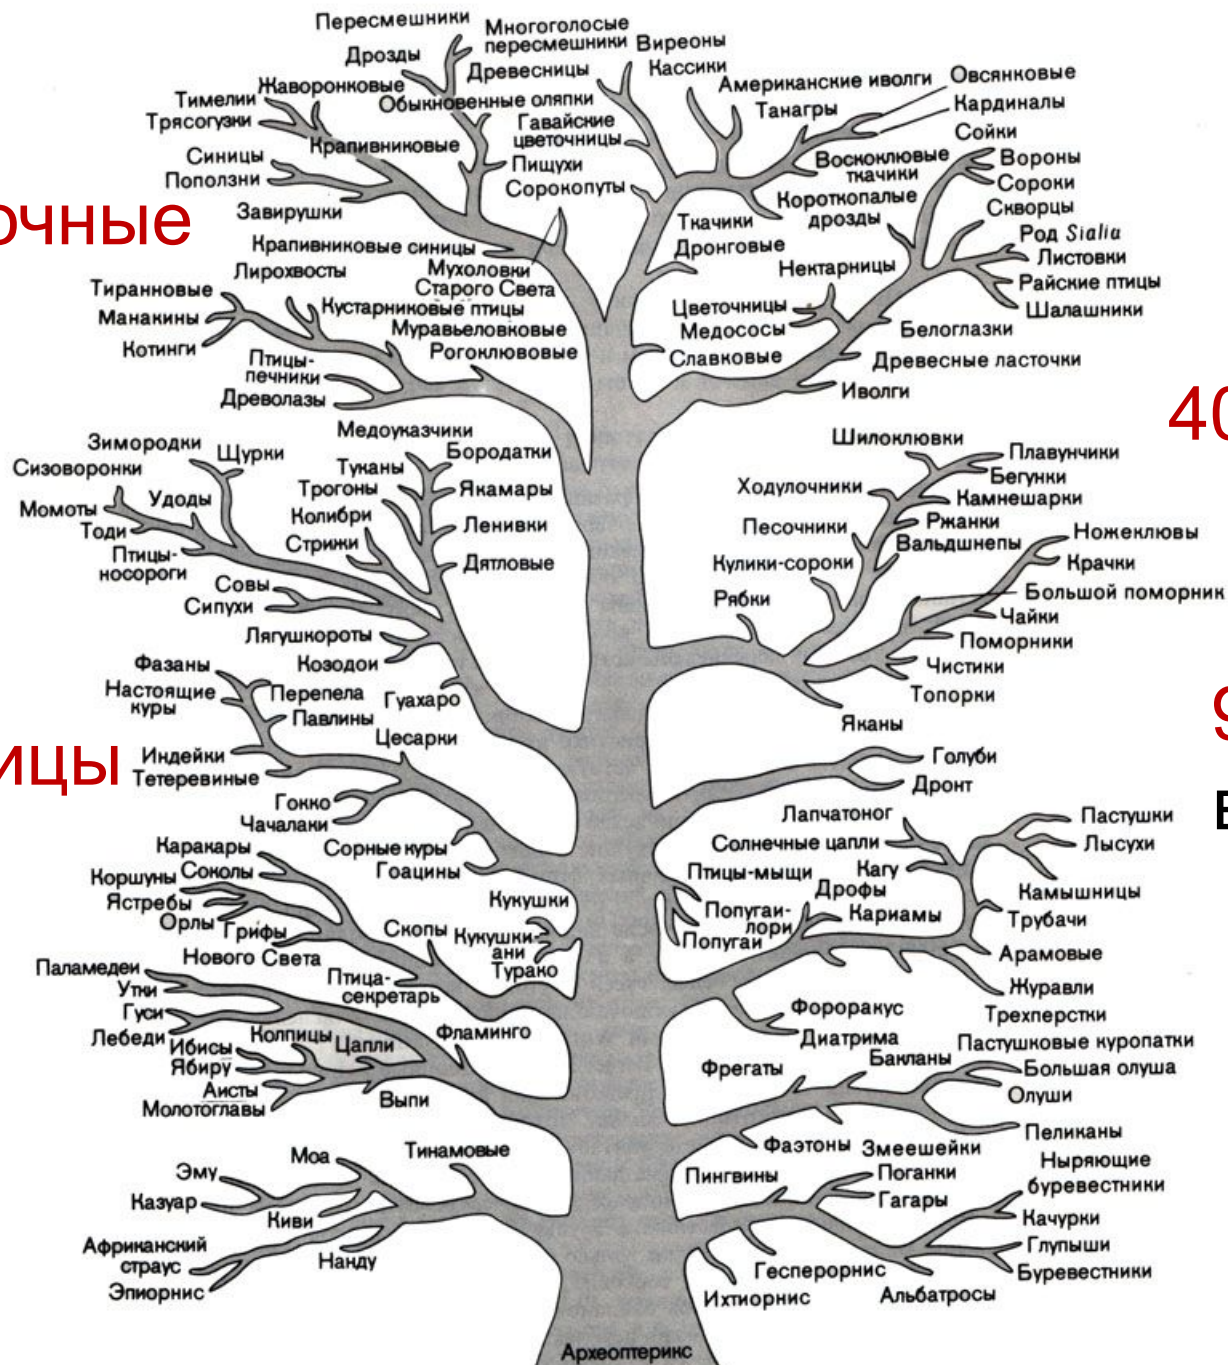 Пересмешники
Многоголосые
пересмешники
Виреоны
Дрозды
Древесницы
Кассики
Жаворонковые
Американские иволги
Овсянковые
Тимелии
Обыкновенные оляпки
Танагры
Кардиналы
Трясогузки
Гавайские
цветочницы
Сойки
Крапивниковые
Синицы
Пищухи
Воскоклювые
ткачики
Вороны
Поползни
Сорокопуты
Короткопалые
дрозды
Сороки
очные
Завирушки
Ткачики
Скворцы
Крапивниковые синицы
Дронговые
Род Sialia
Лирохвосты
Мухоловки
Старого Света
Нектарницы
Листовки
Тиранновые
Кустарниковые птицы
Цветочницы
Райские птицы
Манакины
Муравьеловковые
Медососы
Белоглазки
Шалашники
Котинги
Рогоклювовые
Славковые
Древесные ласточки
Птицы-
печники
Иволги
Древолазы
40
Медоуказчики
Шилоклювки
Зимородки
Щурки
Бородатки
Плавунчики
Сизоворонки
Туканы
Бегунки
Удоды
Трогоны
Якамары
Ходулочники
Камнешарки
Момоты
Колибри
Ленивки
Песочники
Ржанки
Ножеклювы
Тоди
Стрижи
Вальдшнепы
Птицы-
носороги
Дятловые
Кулики-сороки
Крачки
Совы
Рябки
Большой поморник
Сипухи
Чайки
Лягушкороты
Поморники
Фазаны
Козодои
Чистики
Настоящие
куры
Перепела
Гуахаро
Топорки
9
Павлины
Яканы
ицы
Цесарки
Индейки
Голуби
Тетеревиные
Дронт
в
Гокко
Лапчатоног
Пастушки
Чачалаки
Солнечные цапли
Лысухи
Каракары
Сорные куры
Птицы-мыщи
Кагу
Коршуны
Соколы
Гоацины
Дрофы
Камышницы
Ястребы
Кукушки
Попугаи-
лори
Кариамы
Трубачи
Орлы
Грифы
Нового Света
Скопы
Кукушки-
ани
Попугаи
Арамовые
Паламедеи
Птица-
секретарь
Турако
Утки
Журавли
Гуси
Фороракус
Трехперстки
Лебеди
Колпицы
Цапли
Фламинго
Диатрима
Пастушковые куропатки
Ибисы
Бакланы
Ябиру
Фрегаты
Большая олуша
Аисты
Олуши
Молотоглавы
Выпи
Пеликаны
Фаэтоны
Змеешейки
Моа
Тинамовые
Ныряющие
буревестники
Эму
Пингвины
Поганки
Казуар
Гагары
Киви
Качурки
Африканский
страус
Глупыши
Нанду
Гесперорнис
Буревестники
Эпиорнис
Ихтиорнис
Альбатросы
Археоптерикс